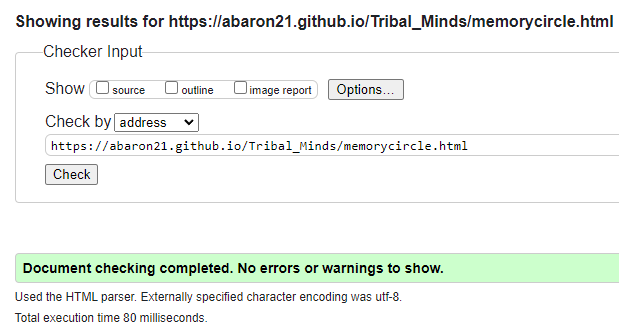 Showing results for https://abaron21.github.io/Tribal_Minds/memorycircle.html
Checker Input
Show source outline image report Options...
Check by address
https://abaron21.github.io/Tribal_Minds/memorycircle.html
Check
Document checking completed. No errors or warnings to show.
Used the HTML parser. Externally specified character encoding was utf-8.
Total execution time 80 milliseconds.